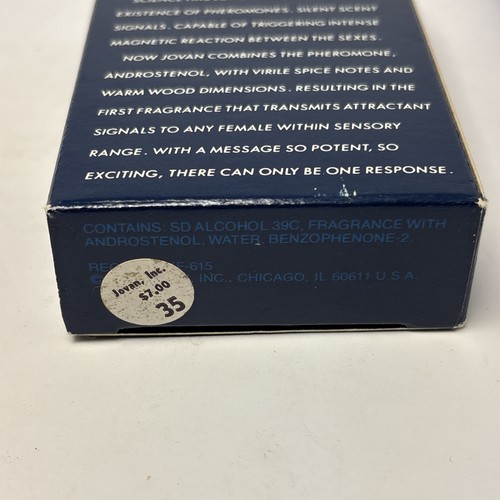 EXISTENCE OF PHEROMONES. SILENT SCENT
SIGNALS. CAPABLE OF TRIGGERING INTENSE
MAGNETIC REACTION BETWEEN THE SEXES.
NOW JOVAN COMBINES THE PHEROMONE,
ANDROSTENOL, WITH VIRILE SPICE NOTES AND
WARM WOOD DIMENSIONS. RESULTING IN THE
FIRST FRAGRANCE THAT TRANSMITS ATTRACTANT
SIGNALS TO ANY FEMALE WITHIN SENSORY
RANGE. WITH A MESSAGE SO POTENT, SO
EXCITING, THERE CAN ONLY BE ONE RESPONSE.
CONTAINS: SD ALCOHOL 39C, FRAGRANCE WITH
ANDROSTENOL, WATER, BENZOPHENONE-2.
-615
INC., CHICAGO, IL 60611 U.S.A.
Jovan, Inc.
$7.00
35